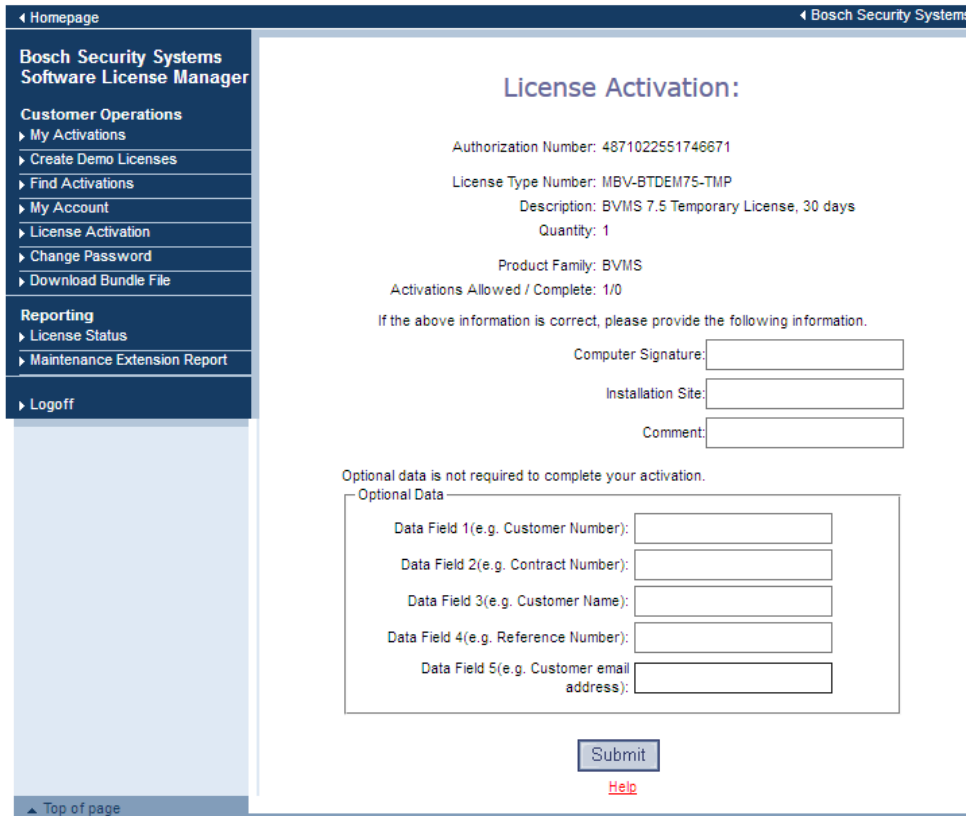 Homepage
Bosch Security Systems
Bosch Security Systems
Software License Manager
Customer Operations
My Activations
Create Demo Licenses
Find Activations
My Account
License Activation
Change Password
Download Bundle File
Reporting
License Status
Maintenance Extension Report
Logoff
License Activation:
Authorization Number: 4871022551746671
License Type Number: MBV-BTDEM75-TMP
Description: BVMS 7.5 Temporary License, 30 days
Quantity: 1
Product Family: BVMS
Activations Allowed / Complete: 1/0
If the above information is correct, please provide the following information.
Computer Signature:
Installation Site:
Comment:
Optional data is not required to complete your activation.
Optional Data
Data Field 1(e.g. Customer Number):
Data Field 2(e.g. Contract Number):
Data Field 3(e.g. Customer Name):
Data Field 4(e.g. Reference Number):
Data Field 5(e.g. Customer email
address):
Submit
Help
Top of page